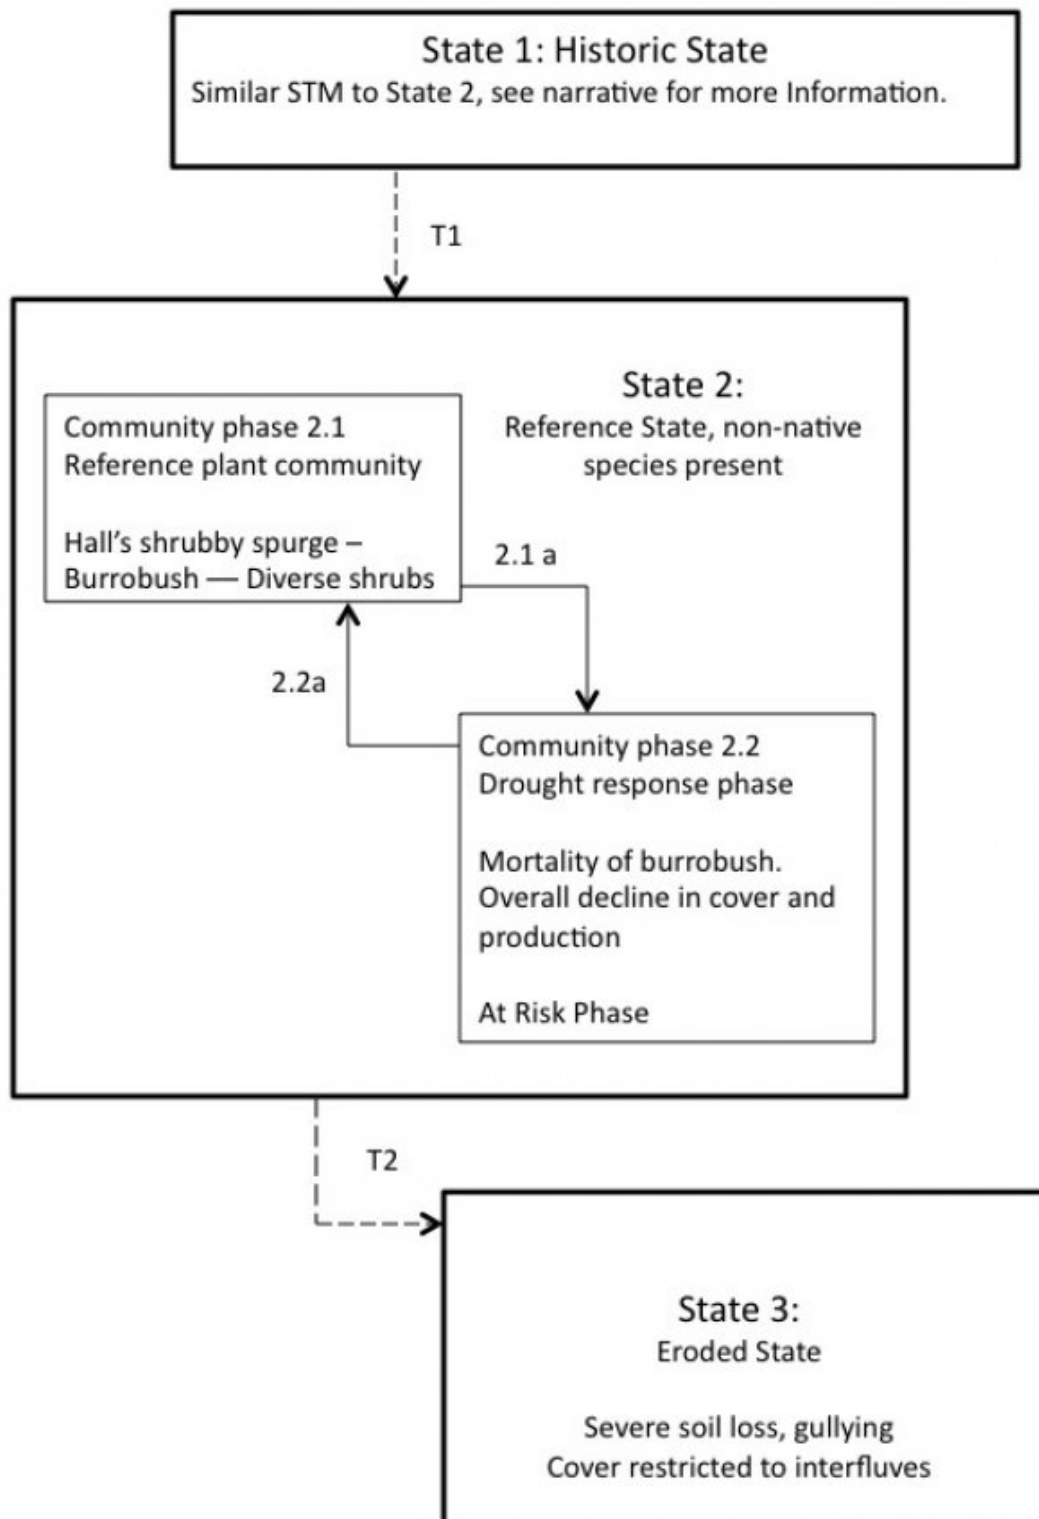 State 1: Historic State
Similar STM to State 2, see narrative for more Information.
T1
State 2:
Reference State, non-native
species present
Community phase 2.1
Reference plant community
Hall’s shrubby spurge –
Burrobush — Diverse shrubs
2.1 a
2.2a
Community phase 2.2
Drought response phase
Mortality of burrobush.
Overall decline in cover and
production
At Risk Phase
T2
State 3:
Eroded State
Severe soil loss, gullying
Cover restricted to interfluves